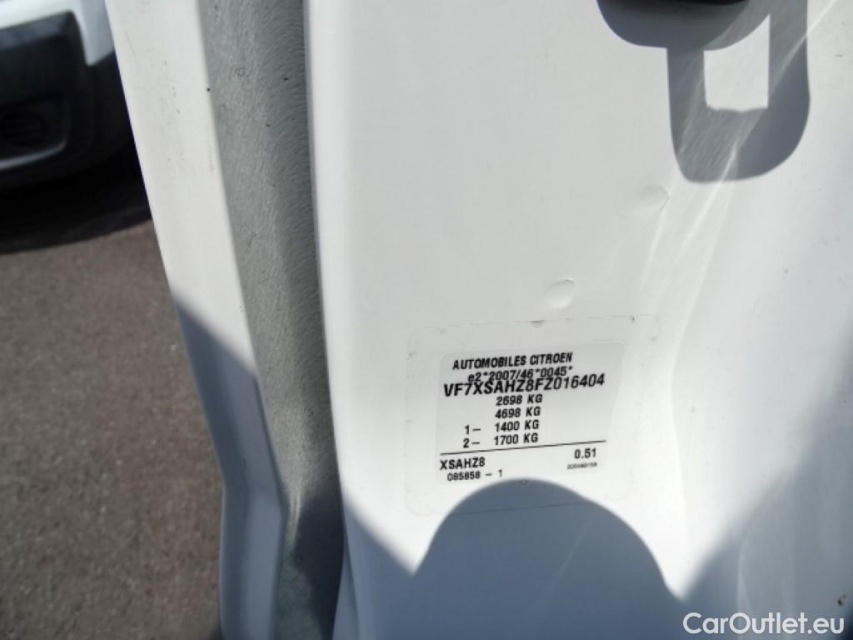 AUTOMOBILES CITROEN
e2*2007/46*0045*
VF7XSAHZ8FZ016404
2698 KG
4698 KG
1– 1400 KG
2– 1700 KG
XSAHZ8 0.51
085858 – 1
CarOutlet.eu